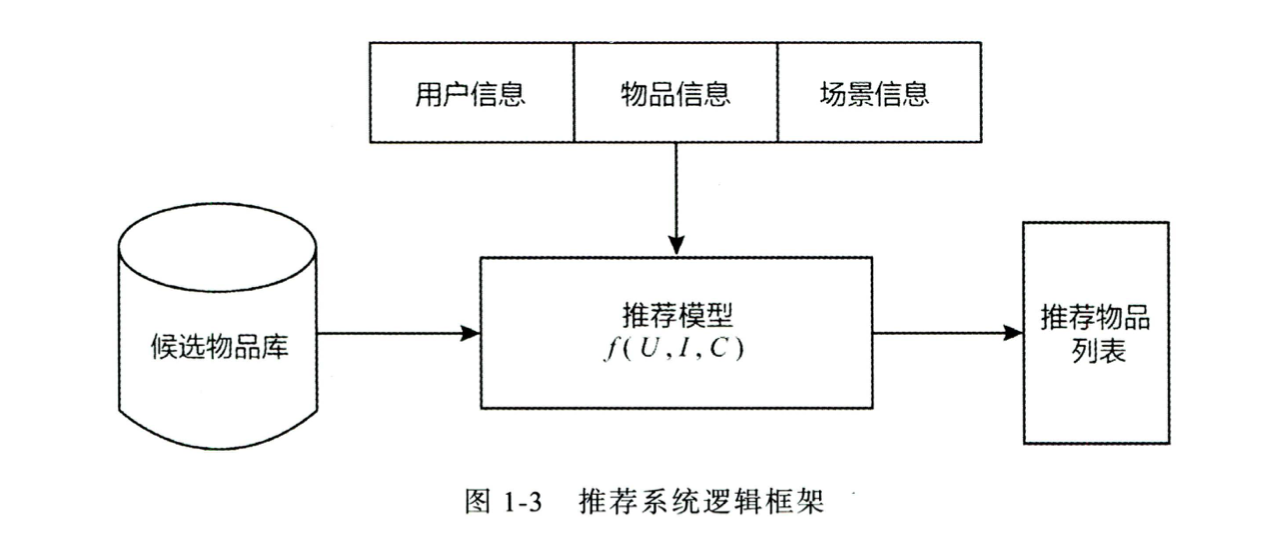 用户信息 物品信息 场景信息
候选物品库
推荐模型
f(U,I,C)
推荐物品
列表
图 1-3 推荐系统逻辑框架